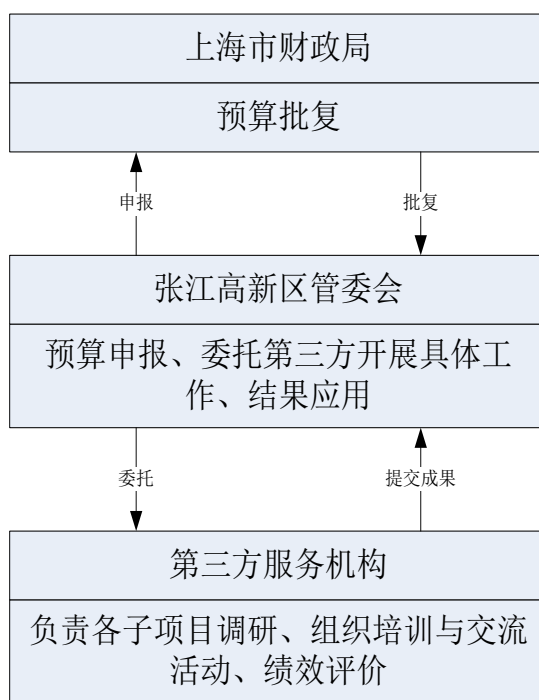 上海市财政局
预算批复
申报
批复
张江高新区管委会
预算申报、委托第三方开展具体工
作、结果应用
委托
提交成果
第三方服务机构
负责各子项目调研、组织培训与交流
活动、绩效评价